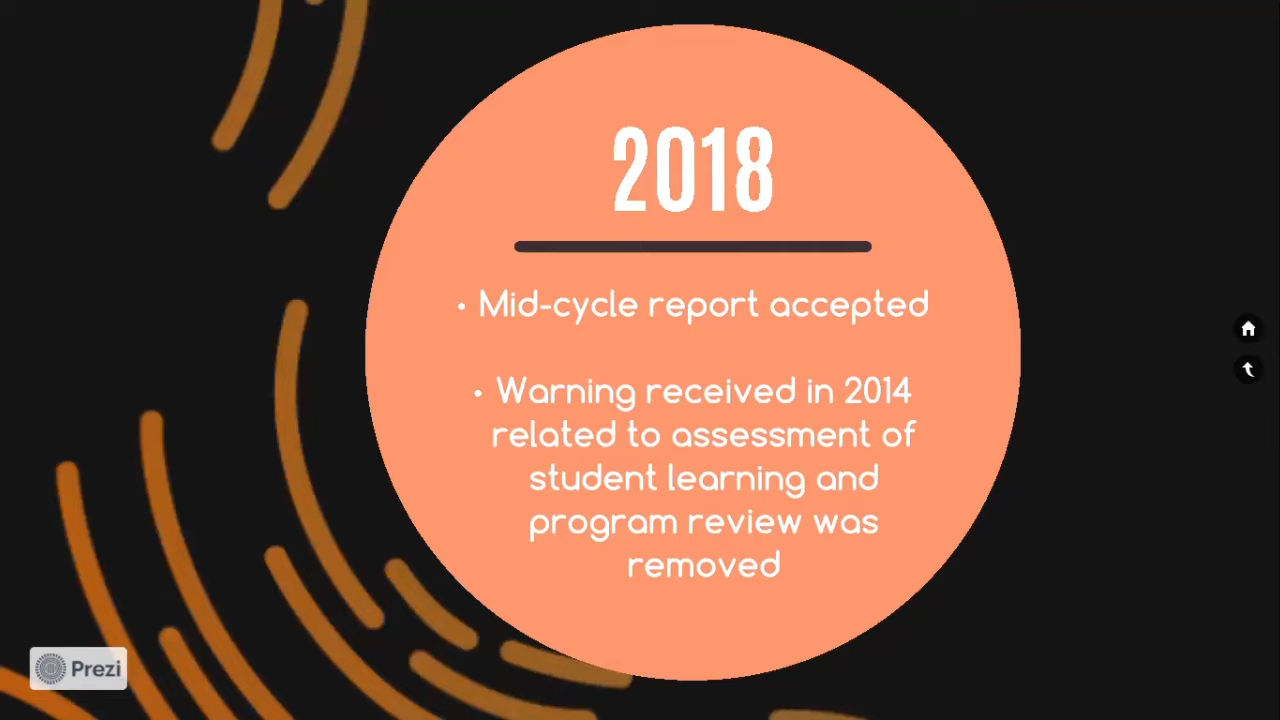 2018
• Mid-cycle report accepted
• Warning received in 2014
related to assessment of
student learning and
program review was
removed
Prezi